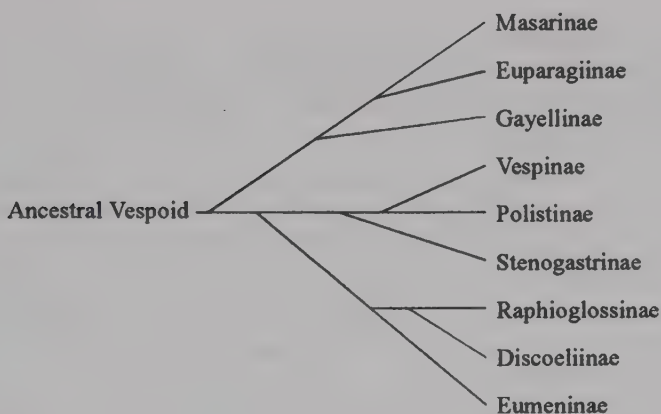 Masarinae
Euparagiinae
Gayellinae
Vespinae
Ancestral Vespoid
Polistinae
Stenogastrinae
Raphioglossinae
Discoeliinae
Eumeninae